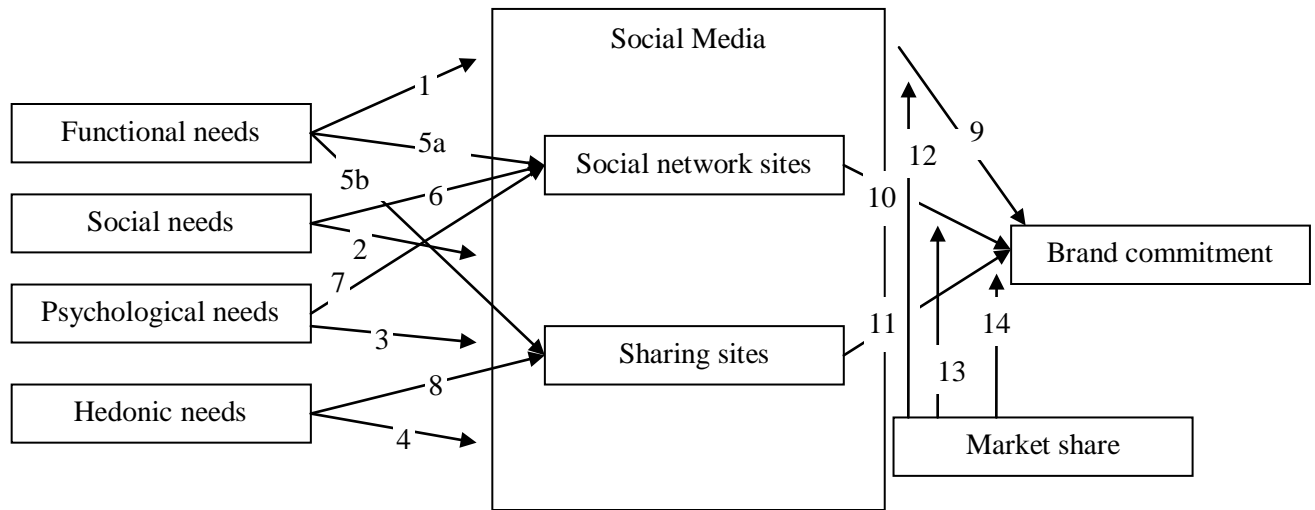 Social Media
1
Functional needs
5a
9
5b
Social network sites
12
6
10
Social needs
2
Brand commitment
7
Psychological needs
11
14
3
Sharing sites
13
8
Hedonic needs
4
Market share